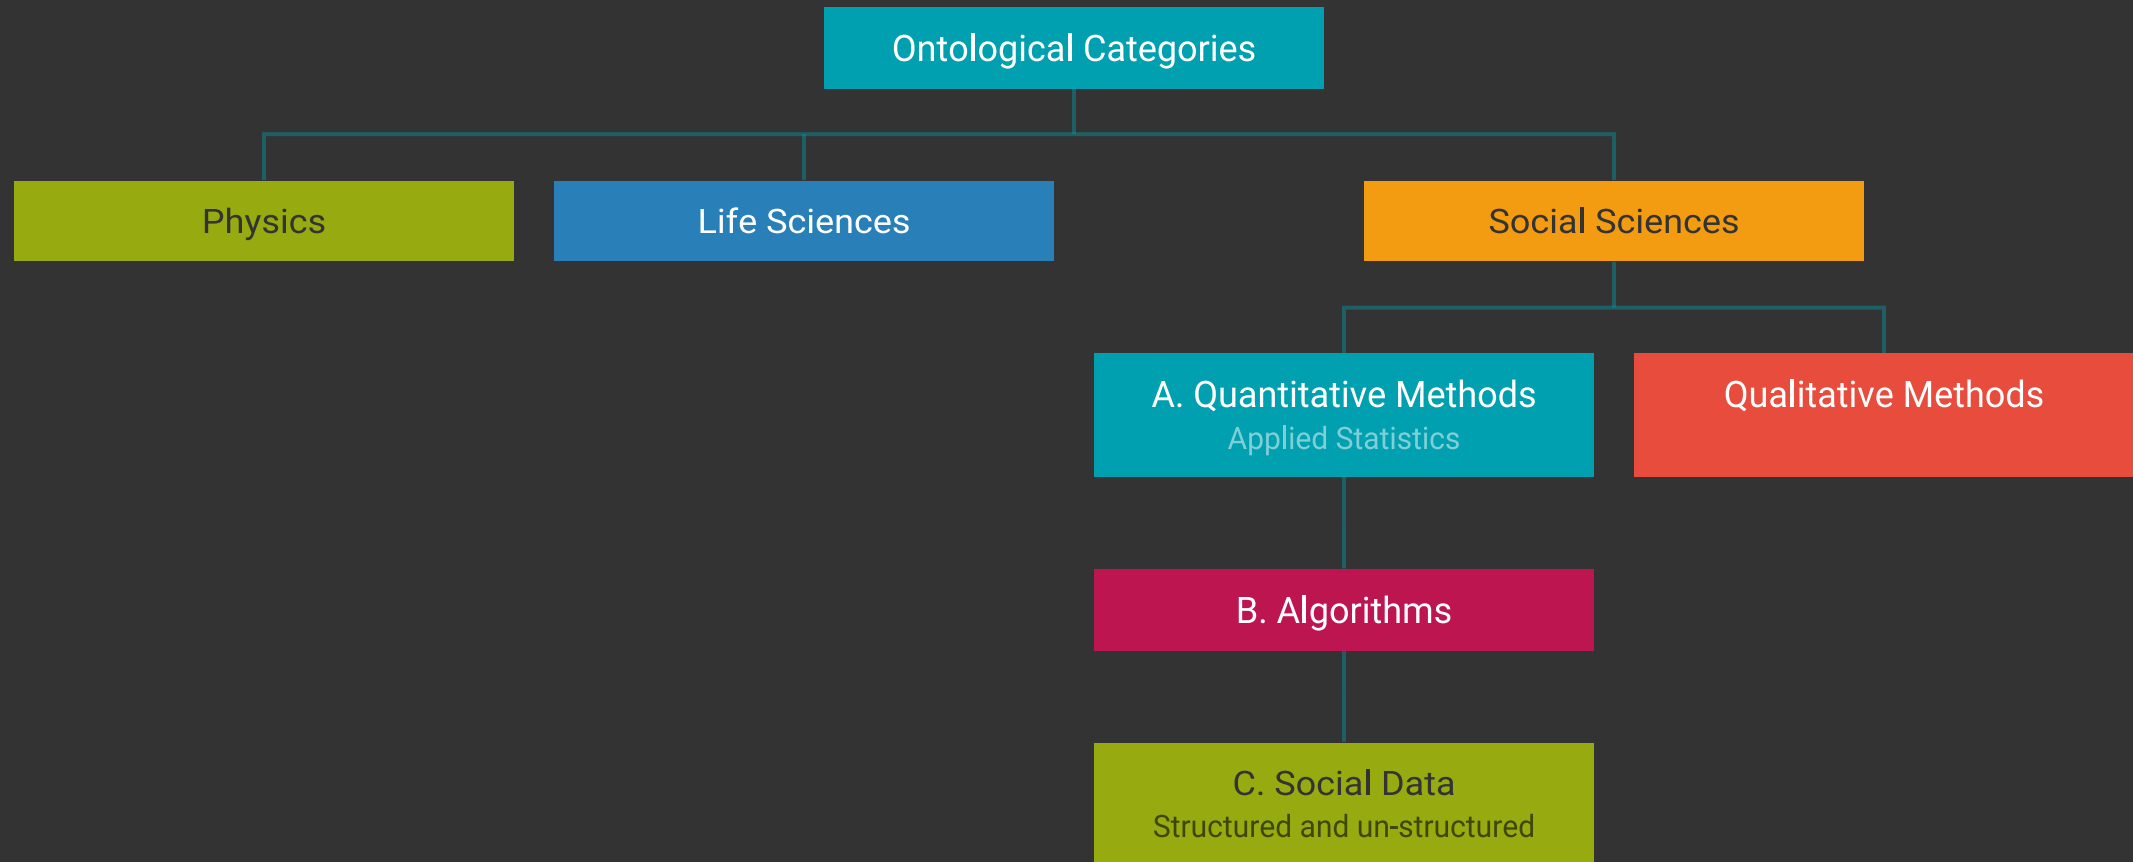 Ontological Categories
Physics
Life Sciences
Social Sciences
A. Quantitative Methods
Applied Statistics
Qualitative Methods
B. Algorithms
C. Social Data
Structured and un-structured